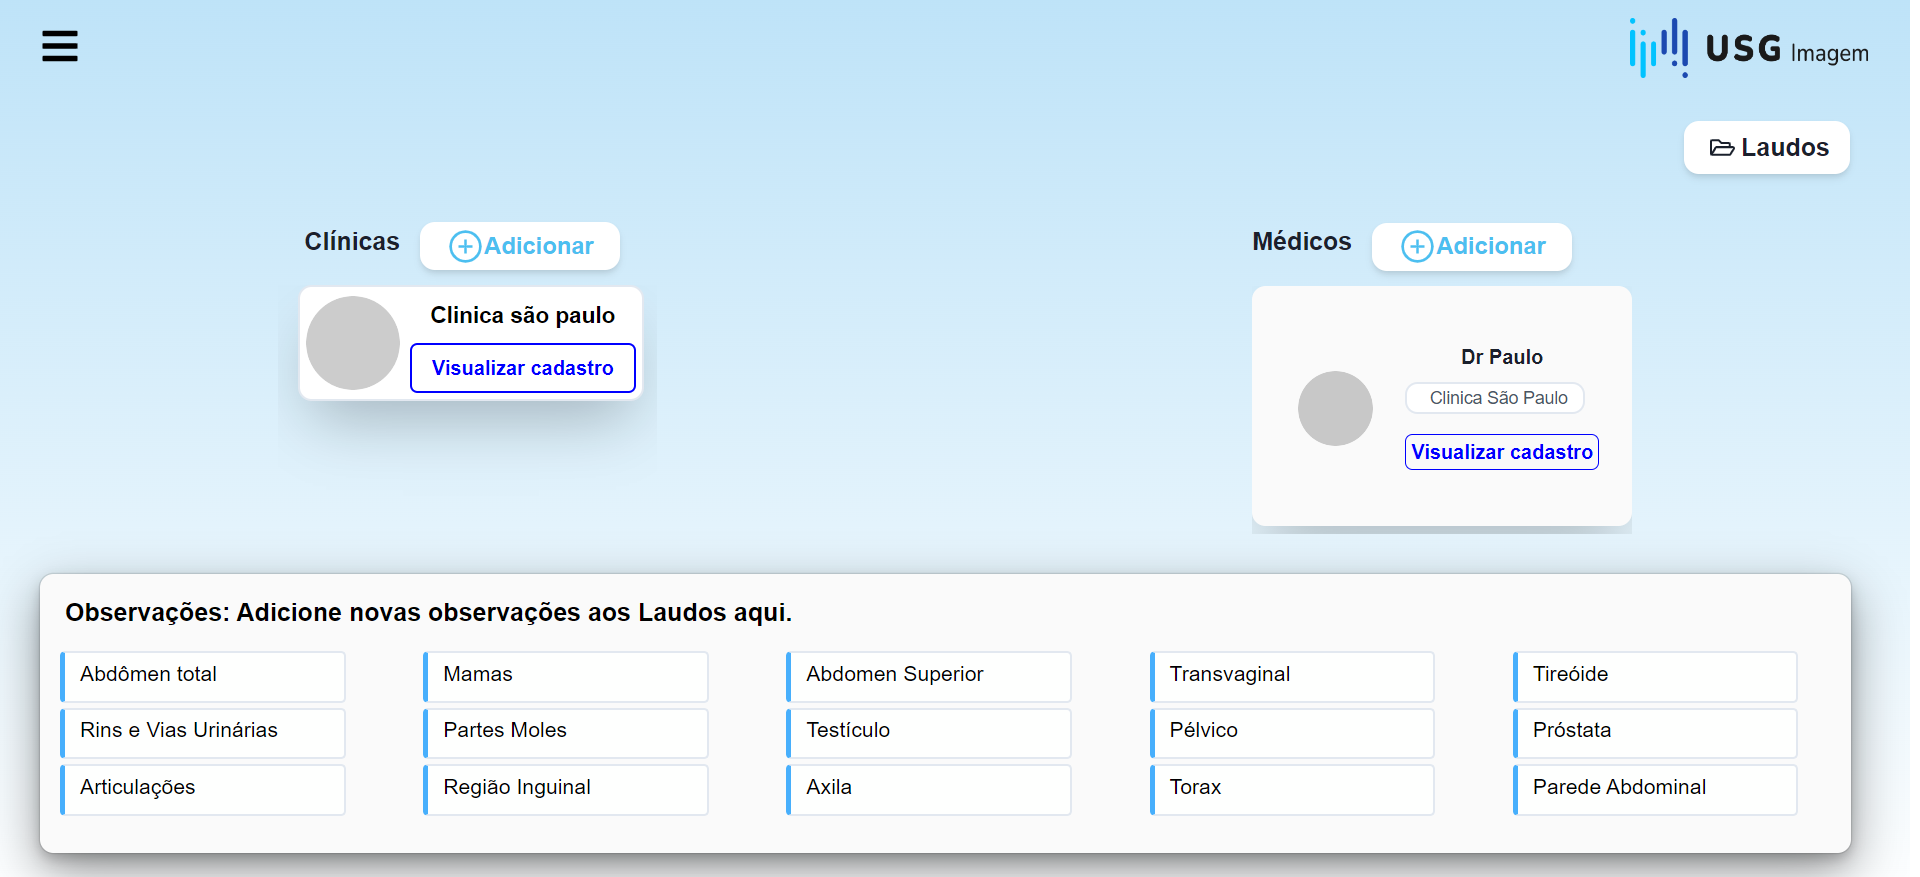 USG Imagem
Laudos
Clínicas
Adicionar
Clinica são paulo
Visualizar cadastro
Médicos
Adicionar
Dr Paulo
Clinica São Paulo
Visualizar cadastro
Observações: Adicione novas observações aos Laudos aqui.
Abdômen total
Mamas
Abdomen Superior
Transvaginal
Tireóide
Rins e Vias Urinárias
Partes Moles
Testículo
Pélvico
Próstata
Articulações
Região Inguinal
Axila
Torax
Parede Abdominal